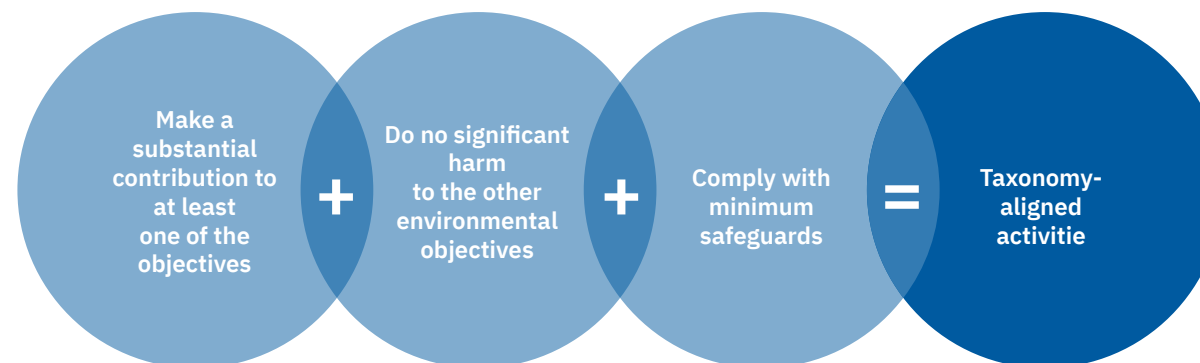 Make a
substantial
contribution to
at least
one of the
objectives
+
Do no significant
harm
to the other
environmental
objectives
+
Comply with
minimum
safeguards
=
Taxonomy-
aligned
activitie